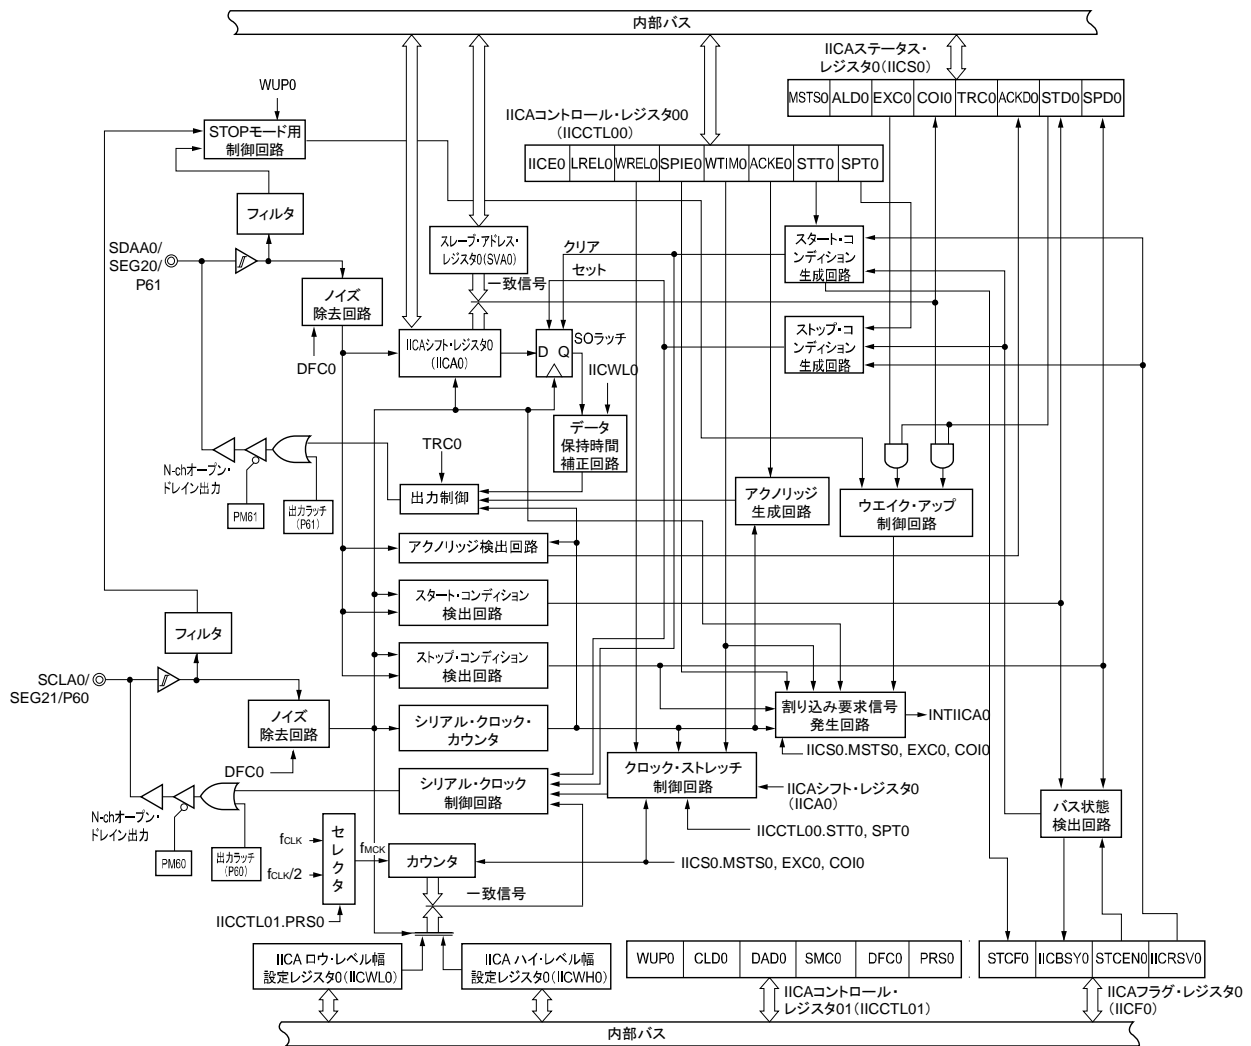 内部バス
IICAステータス・
レジスタ0(IICS0)
MSTS0 ALD0 EXC0 COI0 TRC0 ACKD0 STD0 SPD0
WUP0
STOPモード用
制御回路
IICAコントロール・レジスタ00
(IICCTL00)
IICE0 LREL0 WREL0 SPIE0 WTIM0 ACKE0 STT0 SPT0
フィルタ
SDAA0/
SEG20/
P61
スレーブ・アドレス・
レジスタ0(SVA0)
クリア
セット
スタート・コ
ンディション
生成回路
ノイズ
除去回路
一致信号
DFC0
IICAシフト・レジスタ0
(IICA0)
D Q
SOラッチ
IICWL0
ストップ・コ
ンディション
生成回路
データ
保持時間
補正回路
TRC0
N-chオープン・
ドレイン出力
PM61
出力ラッチ
(P61)
出力制御
アクノリッジ
生成回路
ウエイク・アップ
制御回路
アクノリッジ検出回路
スタート・コンディション
検出回路
フィルタ
ストップ・コンディション
検出回路
SCLA0/
SEG21/P60
ノイズ
除去回路
DFC0
シリアル・クロック・
カウンタ
割り込み要求信号
発生回路
INTIICA0
IICS0.MSTS0, EXC0, COI0
シリアル・クロック
制御回路
クロック・ストレッチ
制御回路
IICAシフト・レジスタ0
(IICA0)
バス状態
検出回路
N-chオープン・
ドレイン出力
PM60
出力ラッチ
(P60)
IICCTL00.STT0, SPT0
fCLK
fCLK/2
セレクタ
fMCK
カウンタ
IICS0.MSTS0, EXC0, COI0
一致信号
IICCTL01.PRS0
IICA ロウ・レベル幅
設定レジスタ0(IICWL0)
IICA ハイ・レベル幅
設定レジスタ0(IICWH0)
WUP0 CLD0 DAD0 SMC0 DFC0 PRS0
STCF0 IICBSY0 STCEN0 IICRSV0
IICAコントロール・
レジスタ01(IICCTL01)
IICAフラグ・レジスタ0
(IICF0)
内部バス